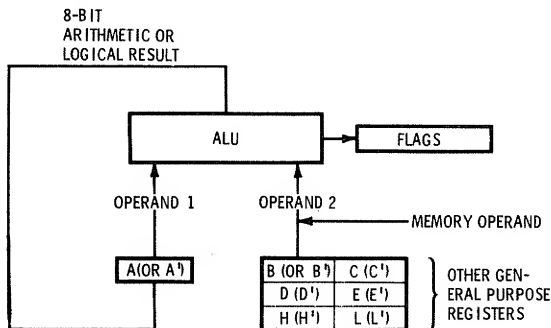 8-BIT
ARITHMETIC OR
LOGICAL RESULT
ALU
FLAGS
OPERAND 1
OPERAND 2
MEMORY OPERAND
A(OR A')
B (OR B') C (C')
D (D') E (E')
H (H') L (L')
OTHER GEN-
ERAL PURPOSE
REGISTERS